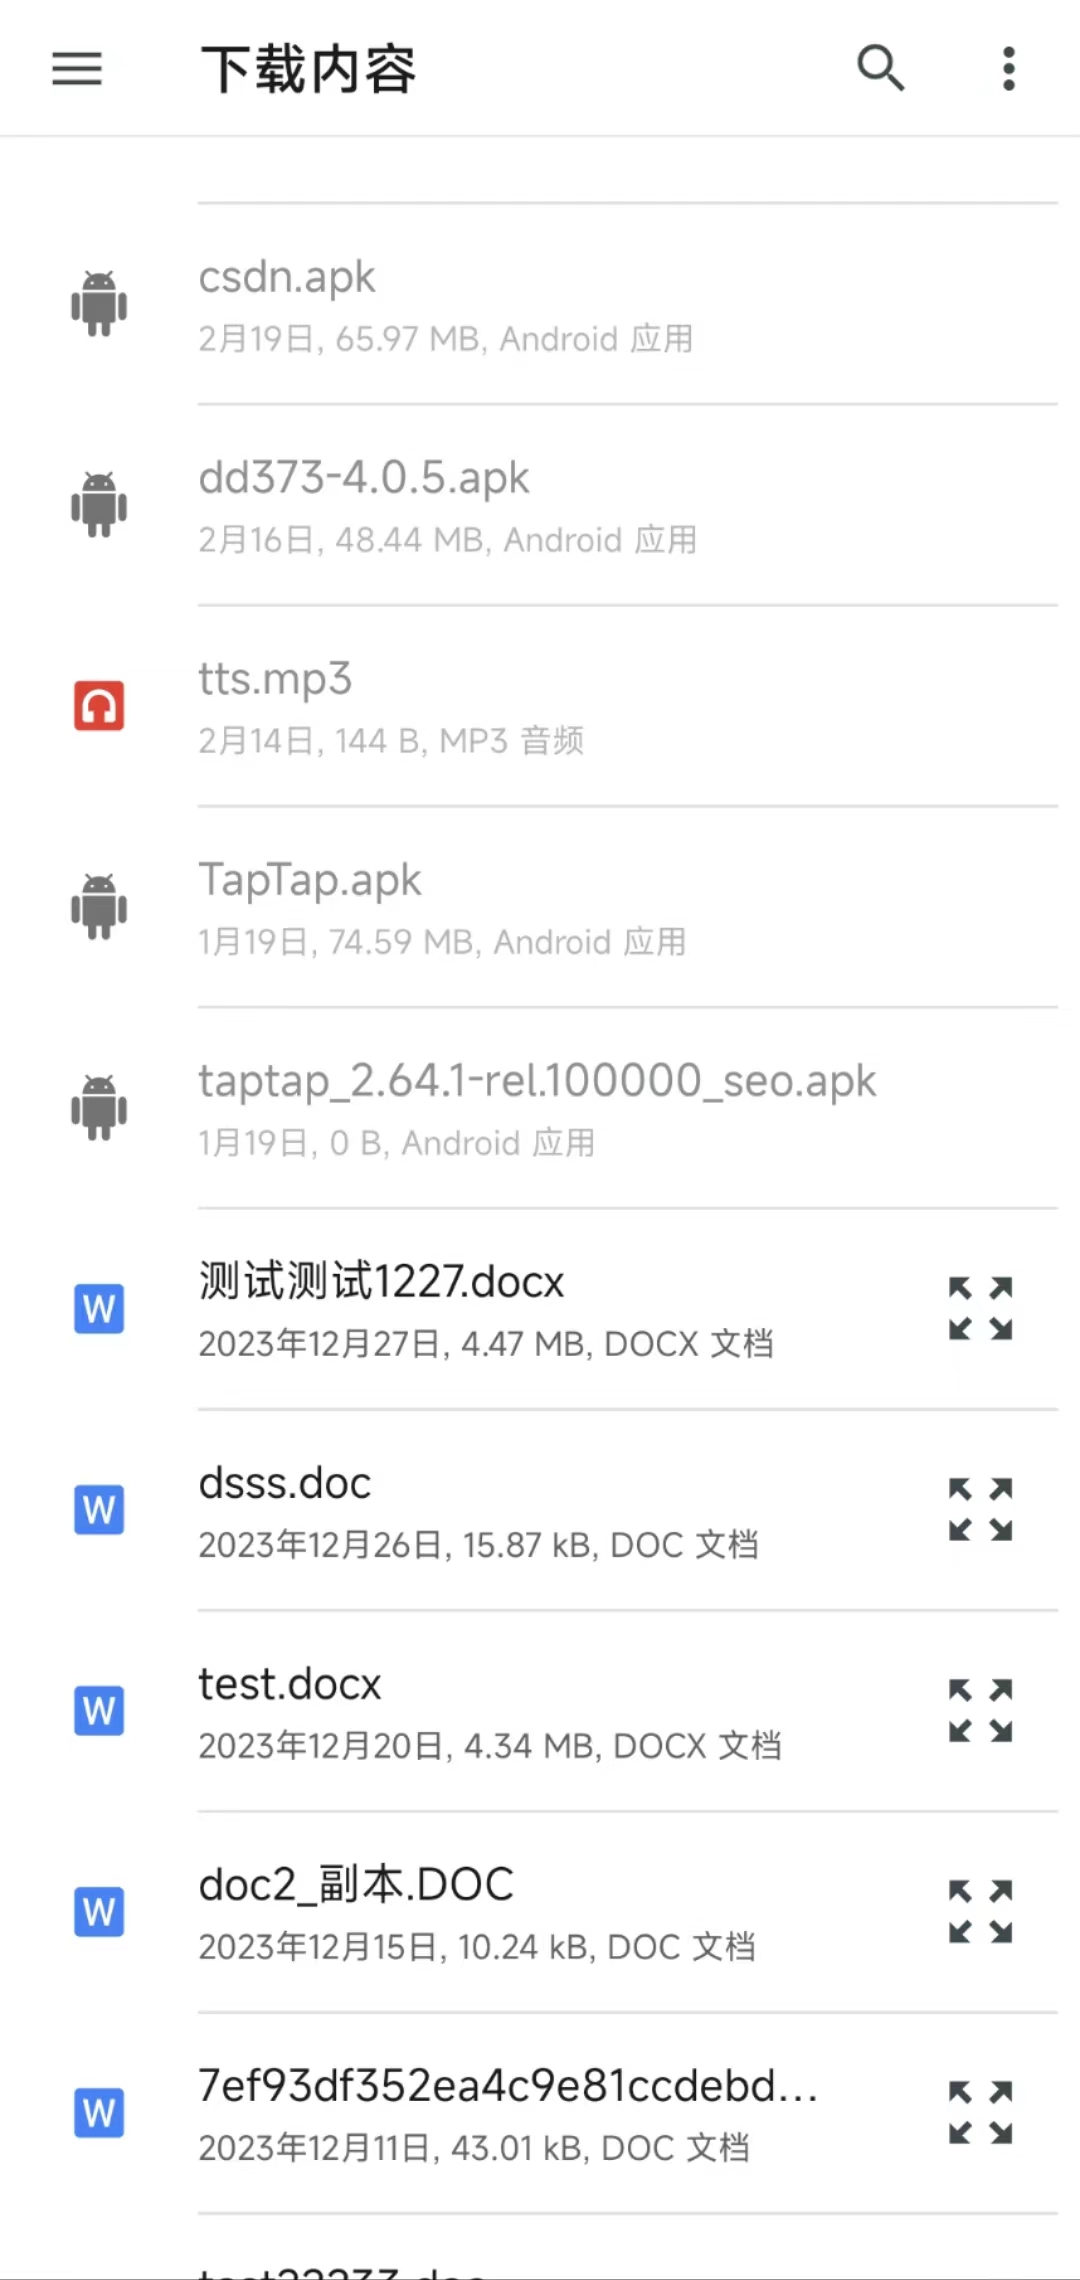 下载内容
csdn.apk
2月19日, 65.97 MB, Android 应用
dd373-4.0.5.apk
2月16日, 48.44 MB, Android 应用
tts.mp3
2月14日, 144 B, MP3 音频
TapTap.apk
1月19日, 74.59 MB, Android 应用
taptap_2.64.1-rel.100000_seo.apk
1月19日, 0 B, Android 应用
W
测试测试1227.docx
2023年12月27日, 4.47 MB, DOCX 文档
W
dsss.doc
2023年12月26日, 15.87 kB, DOC 文档
W
test.docx
2023年12月20日, 4.34 MB, DOCX 文档
W
doc2_副本.DOC
2023年12月15日, 10.24 kB, DOC 文档
W
7ef93df352ea4c9e81ccdebd...
2023年12月11日, 43.01 kB, DOC 文档